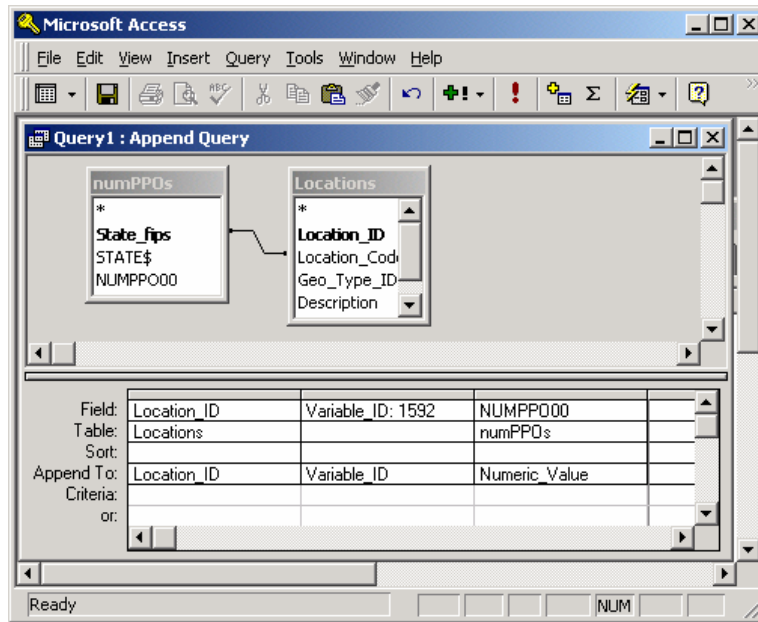 Microsoft Access
File Edit View Insert Query Tools Window Help
ABC
Query1 : Append Query
numPPOs
*
State_fips
STATE$
NUMPPO00
Locations
*
Location_ID
Location_Cod
Geo_Type_ID
Description
Field: Location_ID Variable_ID: 1592 NUMPPO00
Table: Locations numPPOs
Sort:
Append To: Location_ID Variable_ID Numeric_Value
Criteria:
or:
Ready NUM